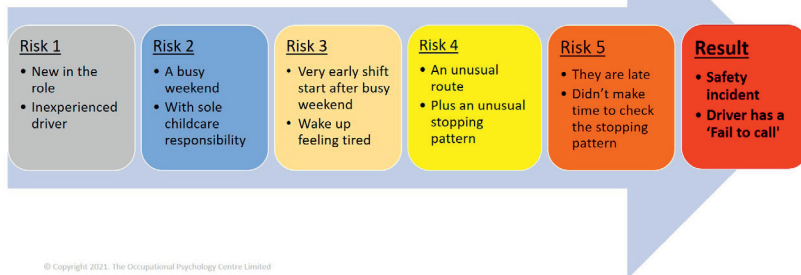 Risk 1
• New in the
role
• Inexperienced
driver
Risk 2
• A busy
weekend
• With sole
childcare
responsibility
Risk 3
• Very early shift
start after busy
weekend
• Wake up
feeling tired
Risk 4
• An unusual
route
• Plus an unusual
stopping
pattern
Risk 5
• They are late
• Didn't make
time to check
the stopping
pattern
Result
• Safety
incident
• Driver has a
'Fail to call'
© Copyright 2021. The Occupational Psychology Centre Limited